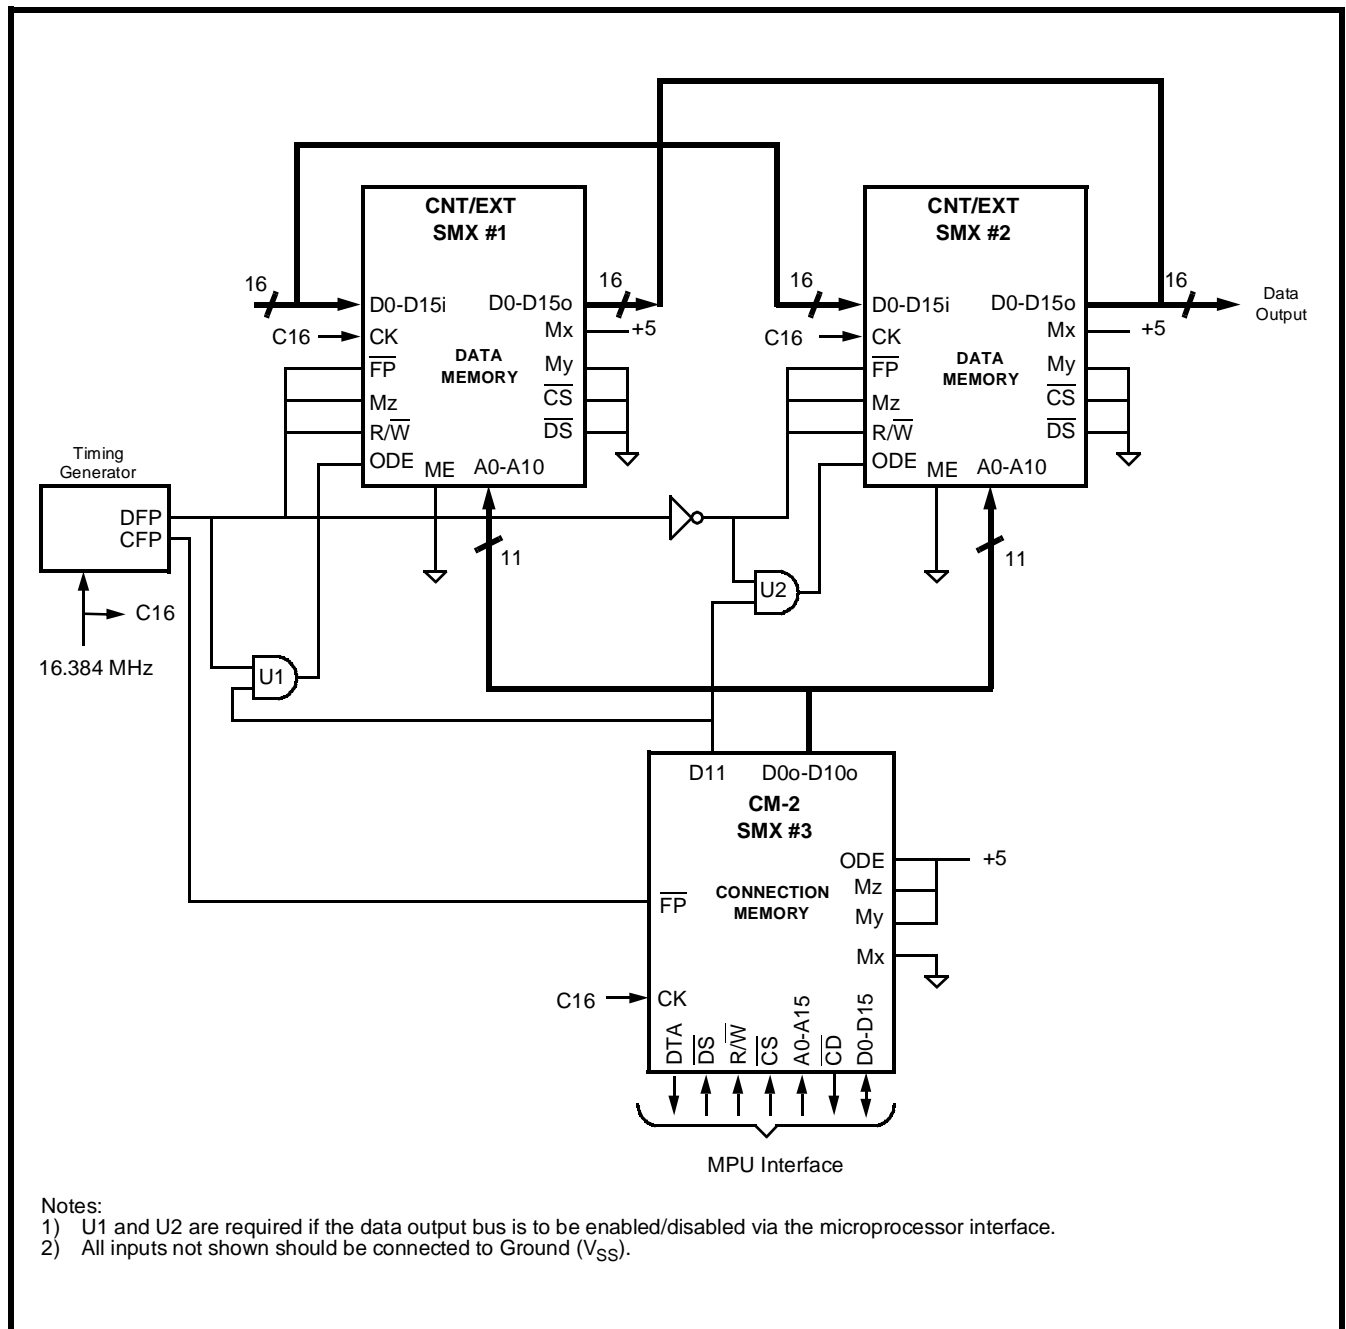 CNT/EXT
SMX #1
CNT/EXT
SMX #2
16
16
16
16
D0-D15i
D0-D15o
D0-D15i
D0-D15o
Data
Output
C16
CK
Mx
+5
C16
CK
Mx
+5
DATA
MEMORY
DATA
MEMORY
FP
My
FP
My
Mz
CS
Mz
CS
R/W
DS
R/W
DS
ODE
ME
A0-A10
ODE
ME
A0-A10
Timing
Generator
DFP
CFP
11
11
C16
16.384 MHz
U2
U1
D11
D0o-D10o
CM-2
SMX #3
ODE
+5
CONNECTION
MEMORY
Mz
FP
My
Mx
C16
CK
DTA
DS
R/W
CS
A0-A15
CD
D0-D15
MPU Interface
Notes:
1) U1 and U2 are required if the data output bus is to be enabled/disabled via the microprocessor interface.
2) All inputs not shown should be connected to Ground (VSS).